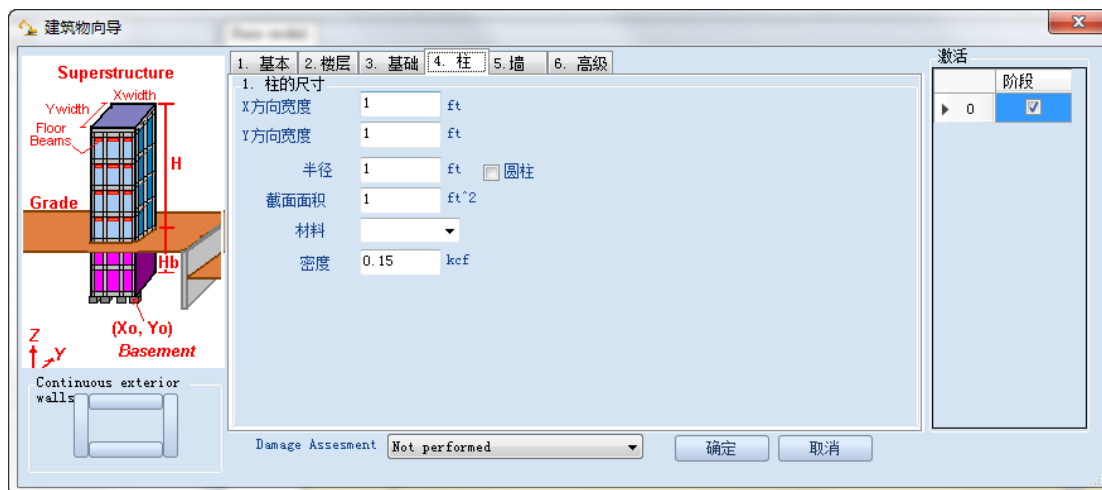 建筑物向导
1. 基本 2.楼层 3. 基础 4. 柱 5.墙 6. 高级
激活
阶段
0
1. 柱的尺寸
X方向宽度 1 ft
Y方向宽度 1 ft
半径 1 ft 圆柱
截面面积 1 ft^2
材料
密度 0.15 kcf
Superstructure
Xwidth
Ywidth
Floor
Beams
H
Grade
Hb
(Xo, Yo)
Z
Y
Basement
Continuous exterior
walls
Damage Assesment Not performed 确定 取消